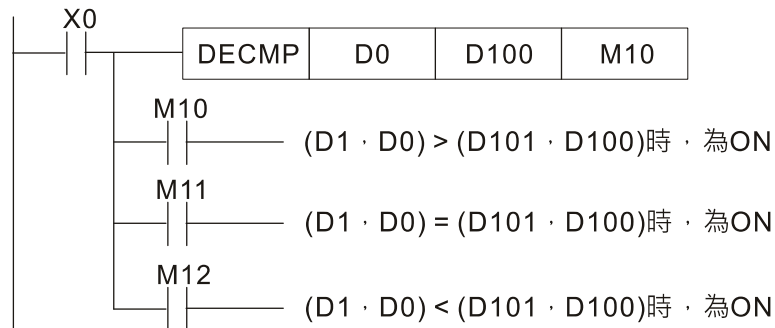 X0
DECMP D0 D100 M10
M10
(D1，D0) > (D101，D100)時，為ON
M11
(D1，D0) = (D101，D100)時，為ON
M12
(D1，D0) < (D101，D100)時，為ON